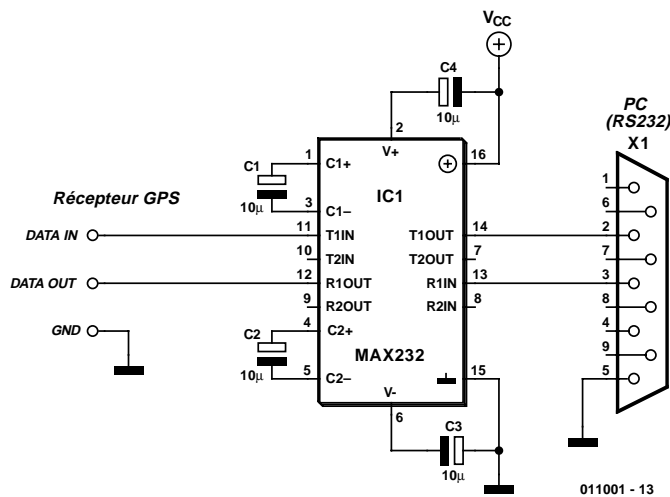 VCC
C4
10µ
PC
(RS232)
X1
2
V+
1
C1+
16
C1
10µ
IC1
Récepteur GPS
3
C1–
DATA IN
11
T1IN
T1OUT
14
10
T2IN
T2OUT
7
DATA OUT
12
R1OUT
R1IN
13
9
R2OUT
R2IN
8
GND
4
C2+
C2
10µ
MAX232
5
C2–
15
V-
6
C3
10µ
1
6
2
7
3
8
4
9
5
011001 - 13